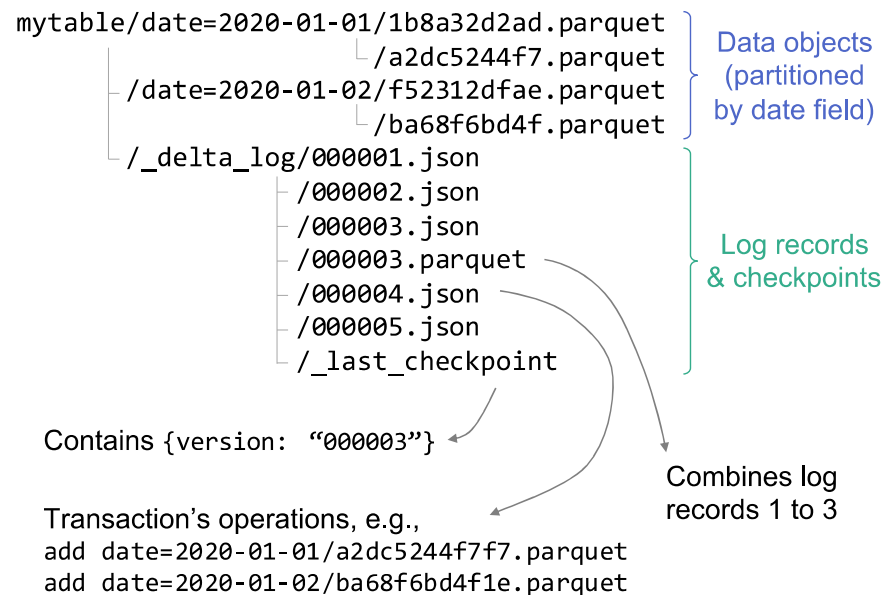 mytable/date=2020-01-01/1b8a32d2ad.parquet
/a2dc5244f7.parquet
/date=2020-01-02/f52312dfae.parquet
/ba68f6bd4f.parquet
Data objects
(partitioned
by date field)
/_delta_log/000001.json
/000002.json
/000003.json
/000003.parquet
/000004.json
/000005.json
/_last_checkpoint
Log records
& checkpoints
Contains {version: “000003”}
Combines log
records 1 to 3
Transaction’s operations, e.g.,
add date=2020-01-01/a2dc5244f7f7.parquet
add date=2020-01-02/ba68f6bd4f1e.parquet